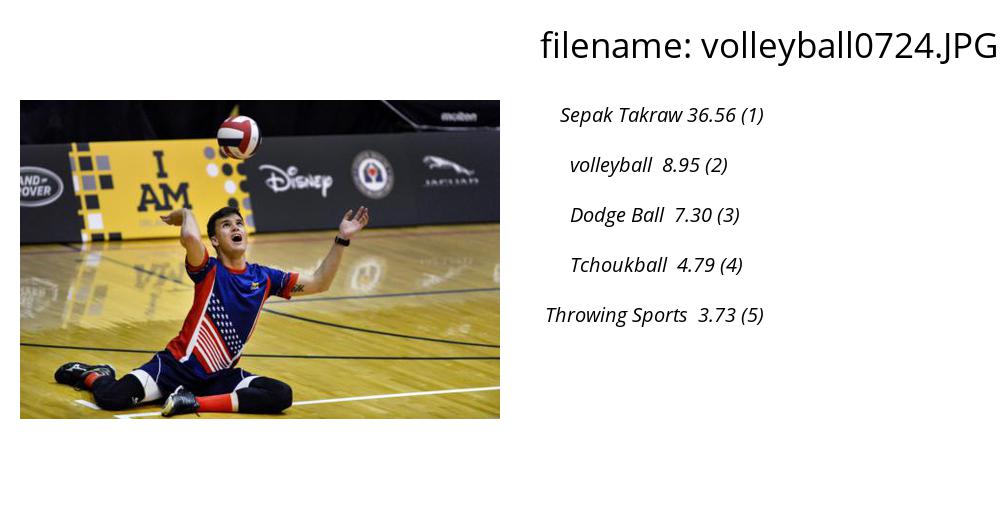 filename: volleyball0724.JPG
Sepak Takraw 36.56 (1)
volleyball 8.95 (2)
Dodge Ball 7.30 (3)
Tchoukball 4.79 (4)
Throwing Sports 3.73 (5)
molten
LAND-
ROVER
I
AM
Disney
JAGUAR